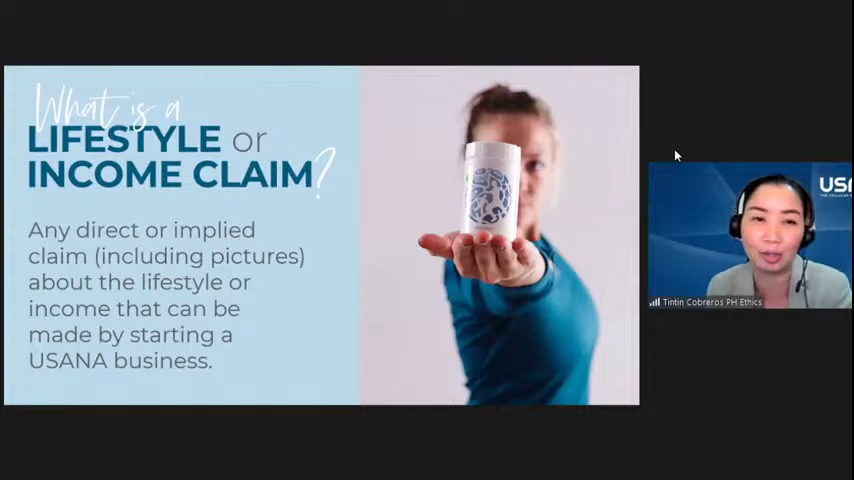 What is a
LIFESTYLE or
INCOME CLAIM?
Any direct or implied
claim (including pictures)
about the lifestyle or
income that can be
made by starting a
USANA business.
Tintin Cobreros PH Ethics